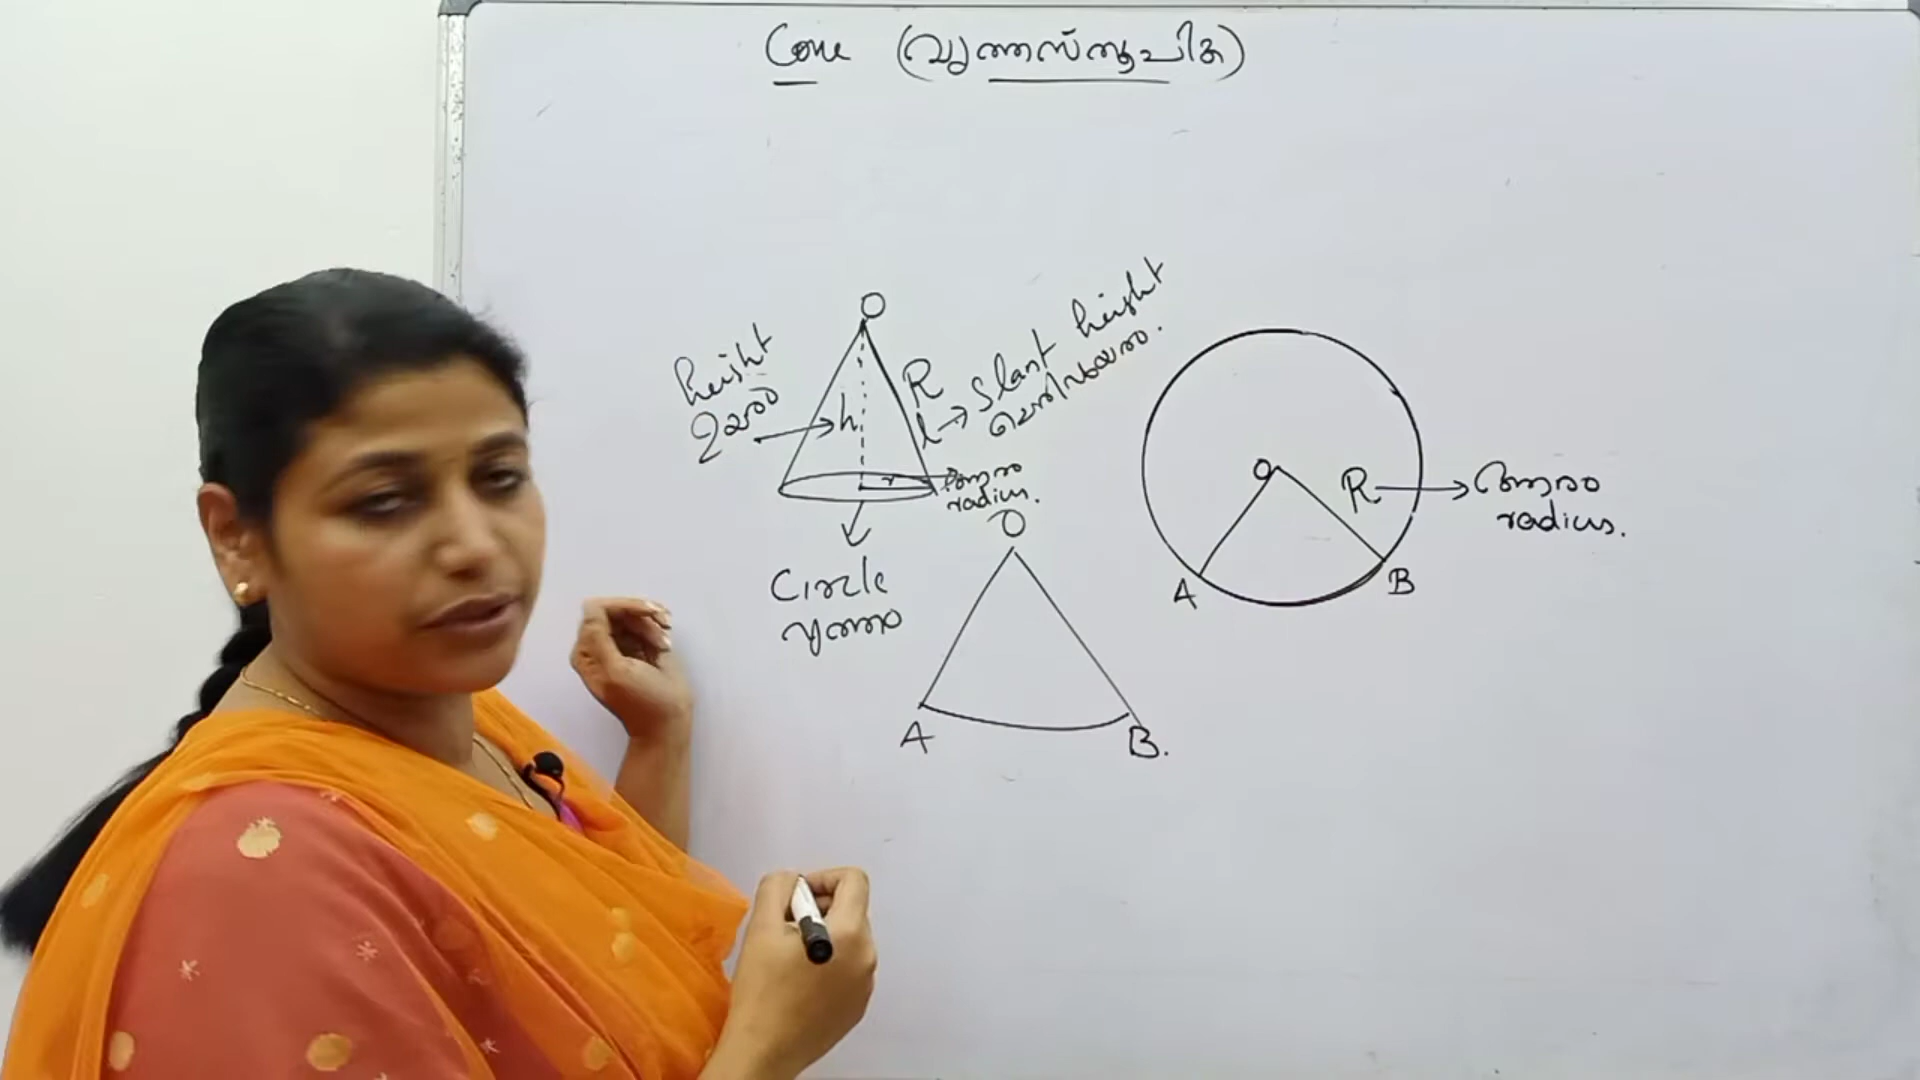 Cone (വൃത്തസ്തൂപിക)
O
height
ഉയരം
h
R
l → Slant height
ചെരിവുയരം.
r
ആരം
radius.
Circle
വൃത്തം
O
A
B.
O
R → ആരം
radius.
A
B